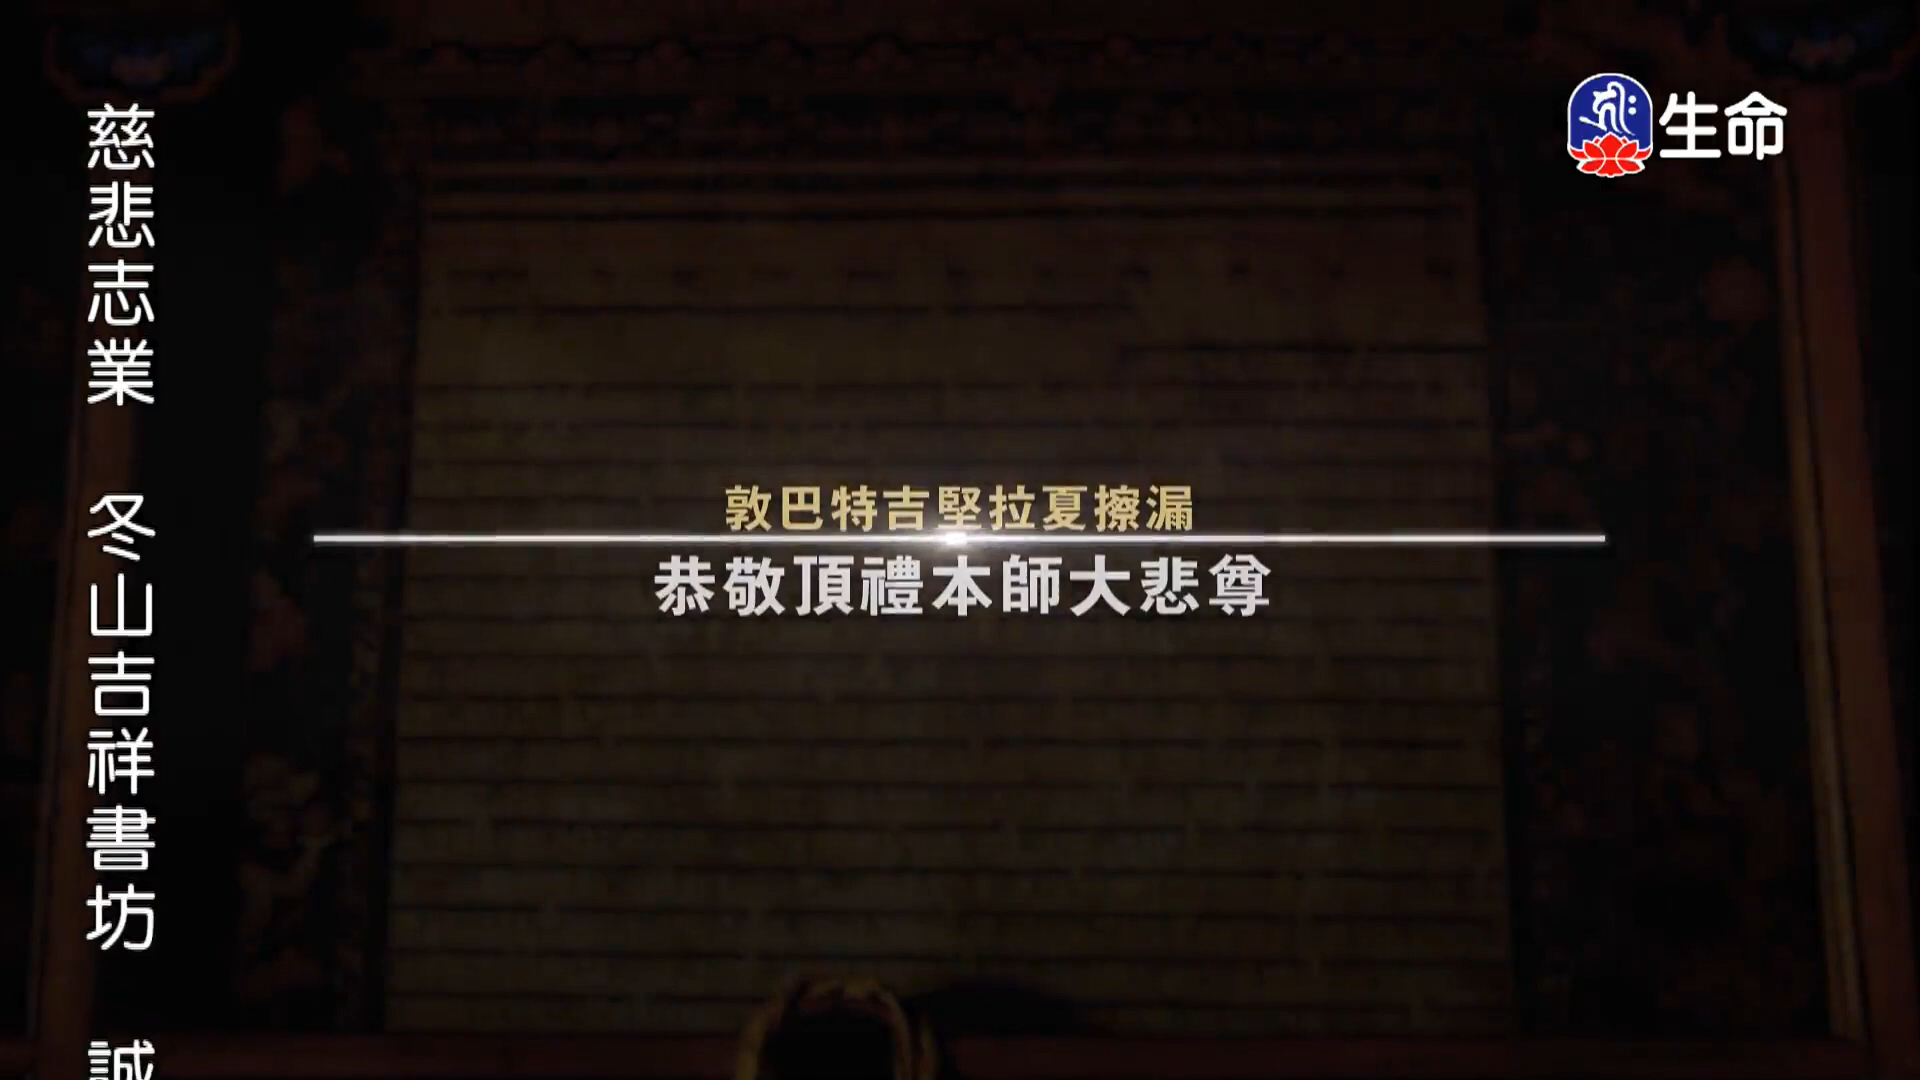 慈悲志業 冬山吉祥書坊 誠
生命
敦巴特吉堅拉夏擦漏
恭敬頂禮本師大悲尊